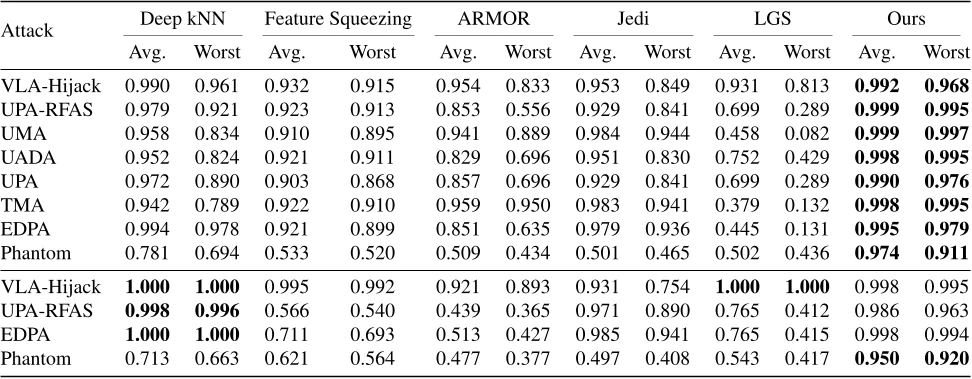 Attack Deep kNN Feature Squeezing ARMOR Jedi LGS Ours
Avg. Worst Avg. Worst Avg. Worst Avg. Worst Avg. Worst Avg. Worst
VLA-Hijack 0.990 0.961 0.932 0.915 0.954 0.833 0.953 0.849 0.931 0.813 0.992 0.968
UPA-RFAS 0.979 0.921 0.923 0.913 0.853 0.556 0.929 0.841 0.699 0.289 0.999 0.995
UMA 0.958 0.834 0.910 0.895 0.941 0.889 0.984 0.944 0.458 0.082 0.999 0.997
UADA 0.952 0.824 0.921 0.911 0.829 0.696 0.951 0.830 0.752 0.429 0.998 0.995
UPA 0.972 0.890 0.903 0.868 0.857 0.696 0.929 0.841 0.699 0.289 0.990 0.976
TMA 0.942 0.789 0.922 0.910 0.959 0.950 0.983 0.941 0.379 0.132 0.998 0.995
EDPA 0.994 0.978 0.921 0.899 0.851 0.635 0.979 0.936 0.445 0.131 0.995 0.979
Phantom 0.781 0.694 0.533 0.520 0.509 0.434 0.501 0.465 0.502 0.436 0.974 0.911
VLA-Hijack 1.000 1.000 0.995 0.992 0.921 0.893 0.931 0.754 1.000 1.000 0.998 0.995
UPA-RFAS 0.998 0.996 0.566 0.540 0.439 0.365 0.971 0.890 0.765 0.412 0.986 0.963
EDPA 1.000 1.000 0.711 0.693 0.513 0.427 0.985 0.941 0.765 0.415 0.998 0.994
Phantom 0.713 0.663 0.621 0.564 0.477 0.377 0.497 0.408 0.543 0.417 0.950 0.920